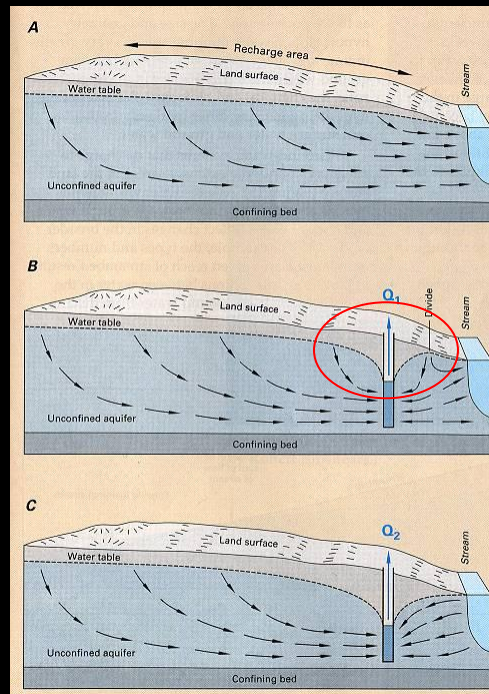 A
Recharge area
Land surface
Stream
Water table
Unconfined aquifer
Confining bed
B
Q1
Land surface
Divide
Stream
Water table
Unconfined aquifer
Confining bed
C
Q2
Land surface
Stream
Water table
Unconfined aquifer
Confining bed